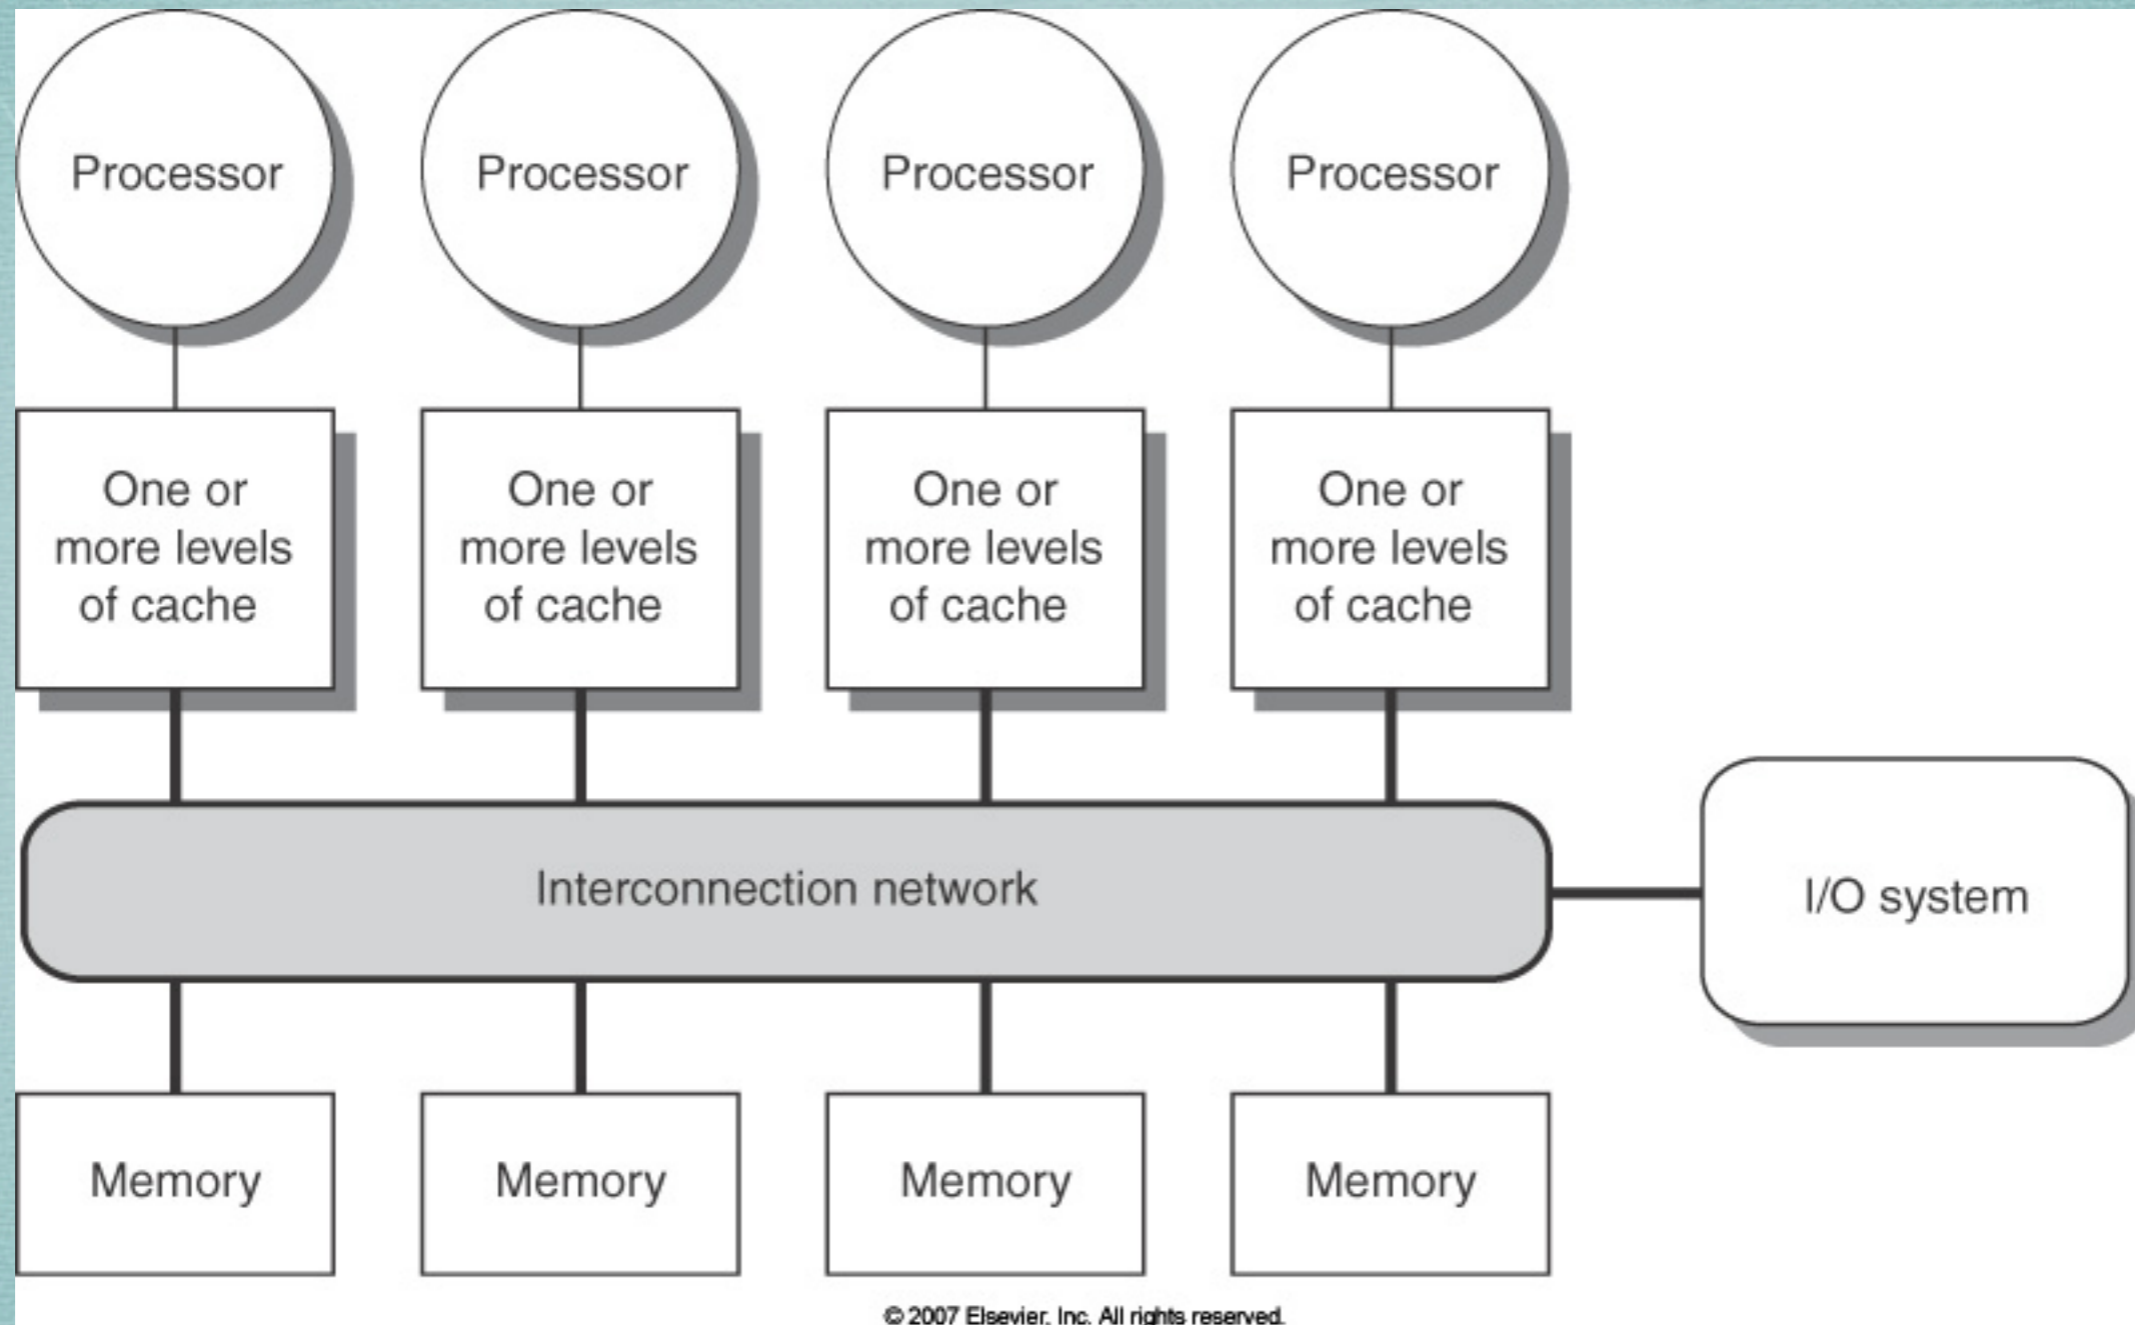 Processor
Processor
Processor
Processor
One or
more levels
of cache
One or
more levels
of cache
One or
more levels
of cache
One or
more levels
of cache
Interconnection network
I/O system
Memory
Memory
Memory
Memory
© 2007 Elsevier, Inc. All rights reserved.